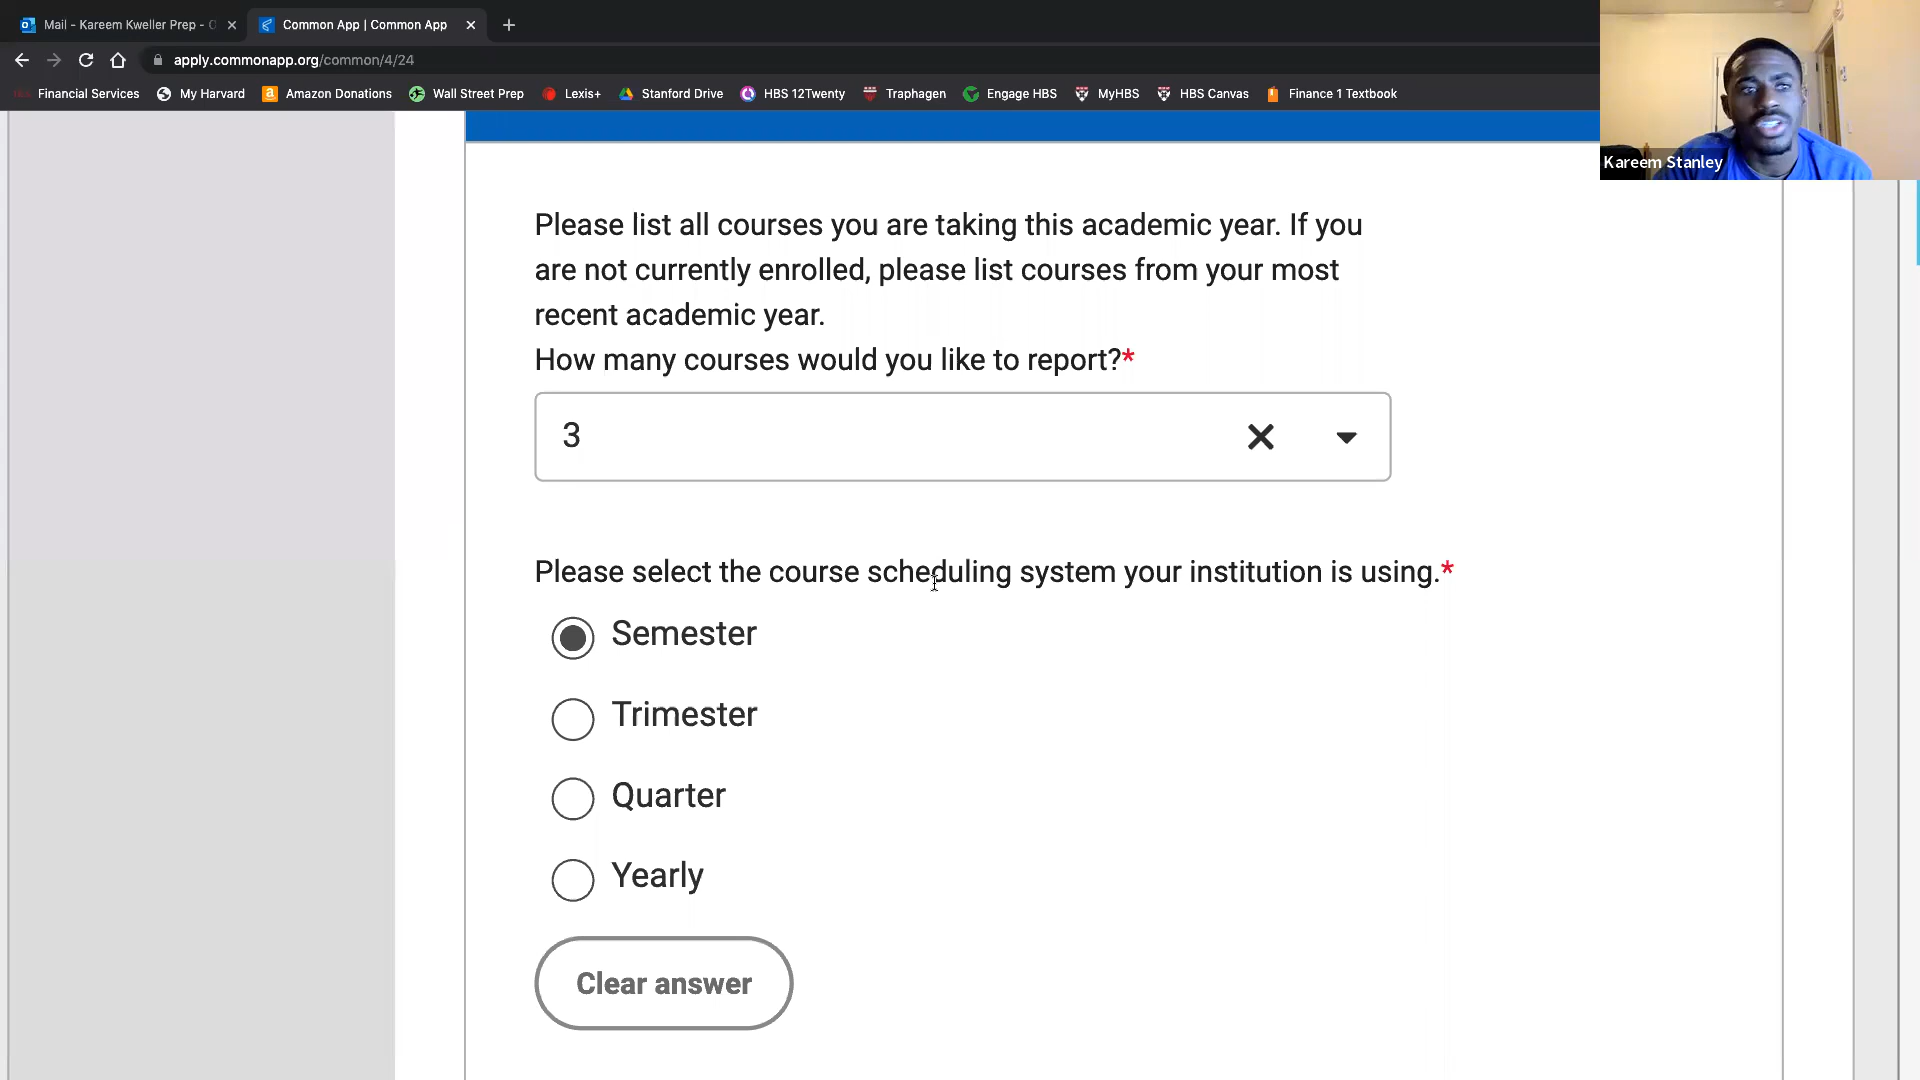 Mail - Kareem Kweller Prep -
Common App | Common App
apply.commonapp.org/common/4/24
Financial Services
My Harvard
Amazon Donations
Wall Street Prep
Lexis+
Stanford Drive
HBS 12Twenty
Traphagen
Engage HBS
MyHBS
HBS Canvas
Finance 1 Textbook
Kareem Stanley
Please list all courses you are taking this academic year. If you
are not currently enrolled, please list courses from your most
recent academic year.
How many courses would you like to report?*
3
Please select the course scheduling system your institution is using.*
Semester
Trimester
Quarter
Yearly
Clear answer